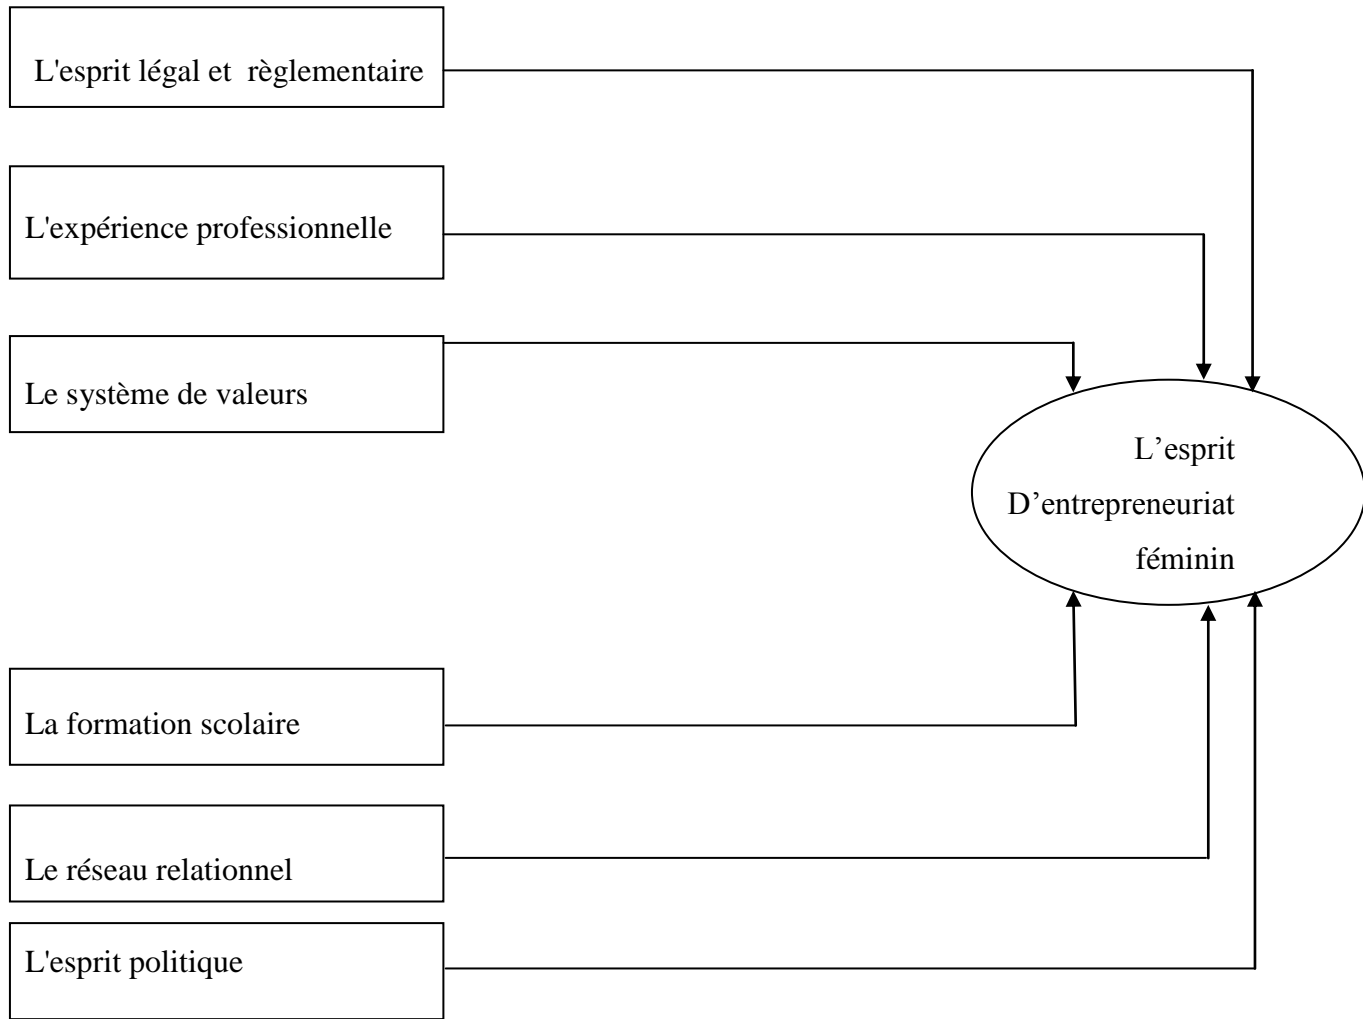 L'esprit légal et  règlementaire
L'expérience professionnelle
Le système de valeurs
L’esprit
D’entrepreneuriat
féminin
La formation scolaire
Le réseau relationnel
L'esprit politique